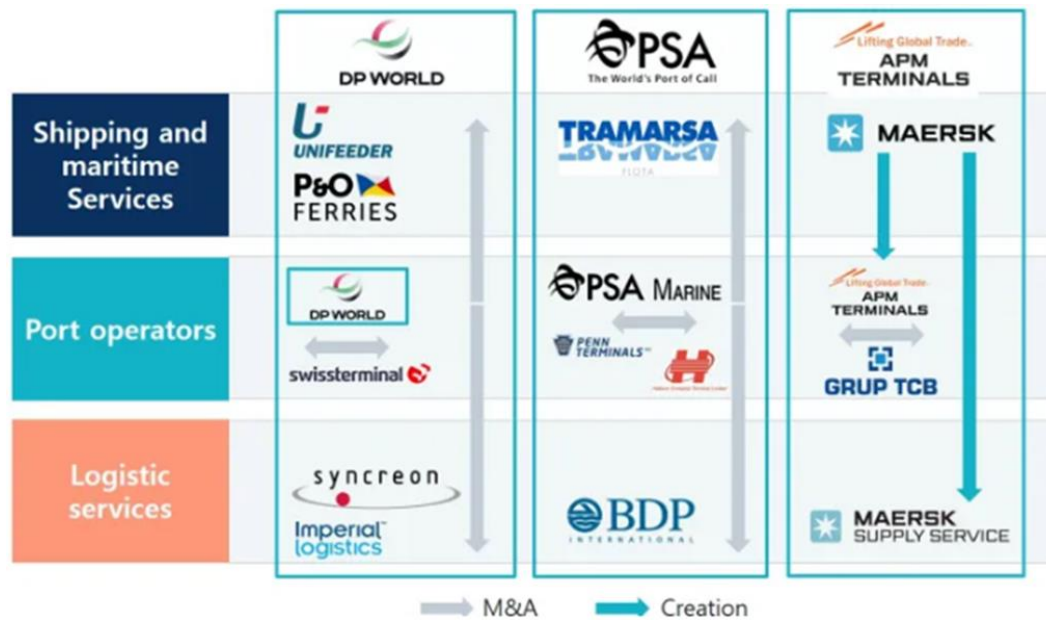 DP WORLD
PSA
The World's Port of Call
Lifting Global Trade.
APM
TERMINALS
Shipping and
maritime
Services
UNIFEEDER
P&O
FERRIES
TRAMARSA
FLOTA
MAERSK
Port operators
DP WORLD
swissterminal
PSA MARINE
PENN
TERMINALS
Lifting Global Trade.
APM
TERMINALS
GRUP TCB
Logistic
services
syncreon
Imperial
logistics
BDP
INTERNATIONAL
MAERSK
SUPPLY SERVICE
M&A
Creation